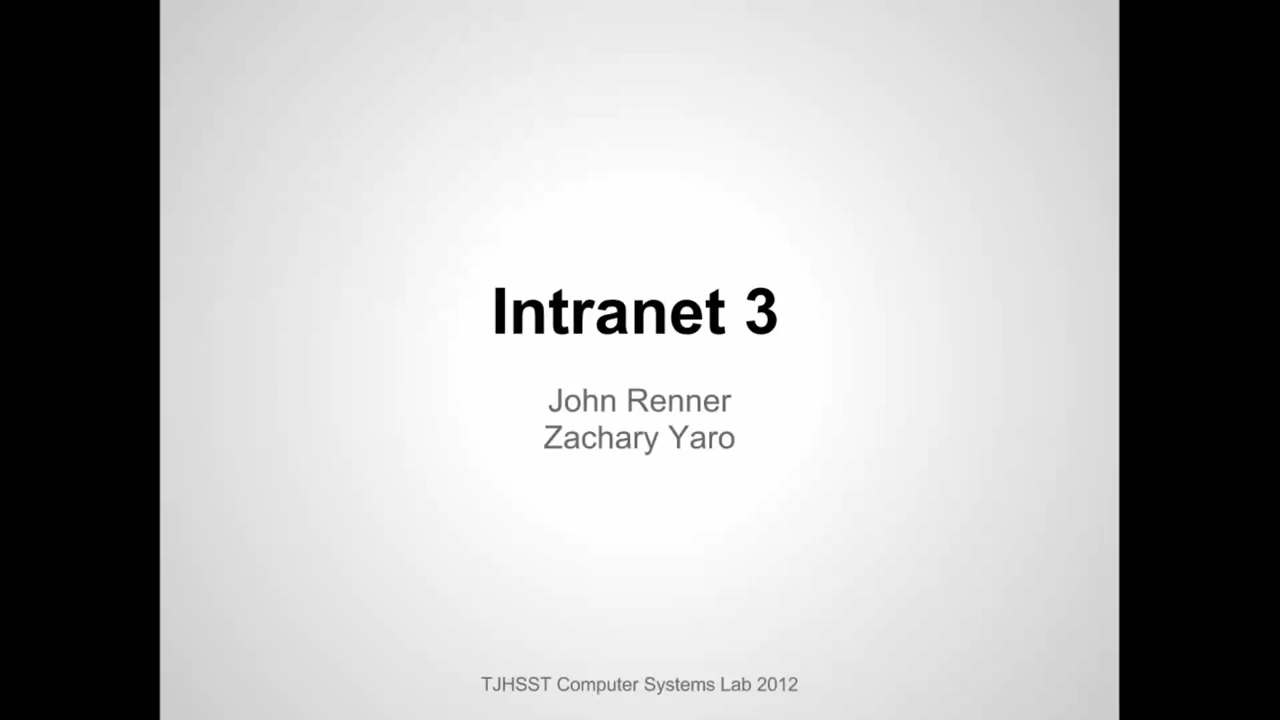 Intranet 3
John Renner
Zachary Yaro
TJHSST Computer Systems Lab 2012